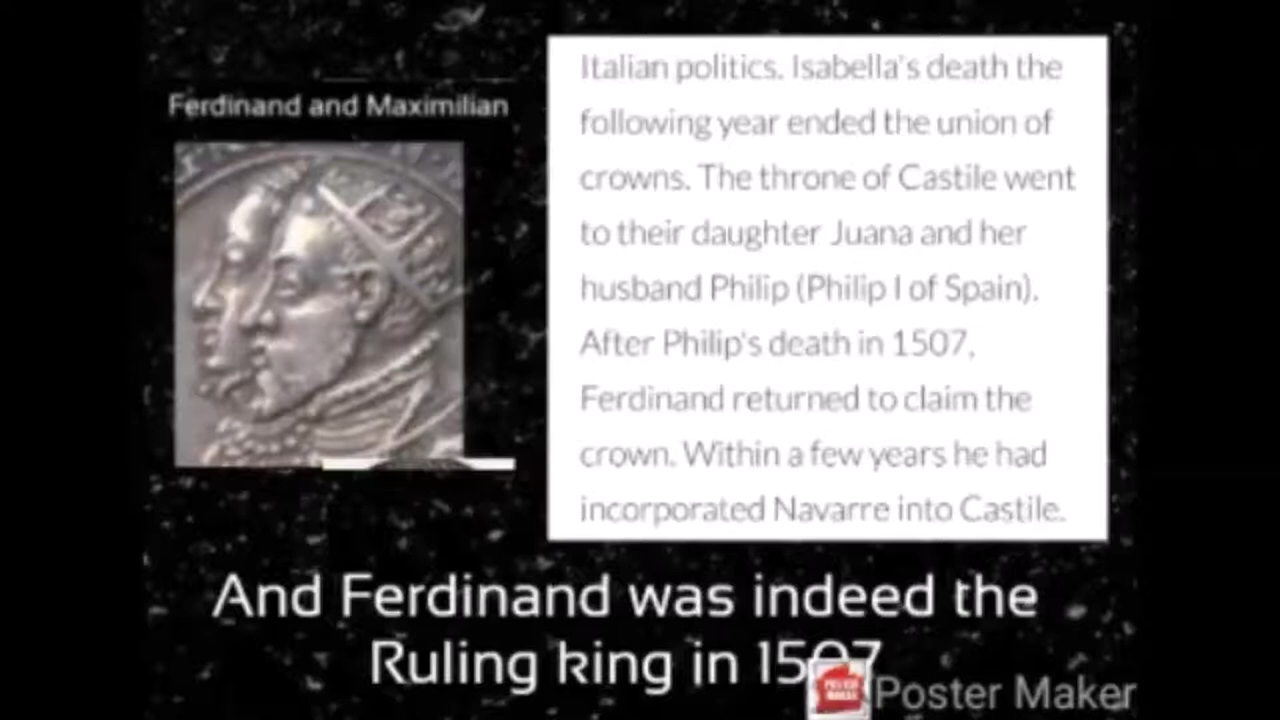 Ferdinand and Maximilian
Italian politics. Isabella's death the
following year ended the union of
crowns. The throne of Castile went
to their daughter Juana and her
husband Philip (Philip I of Spain).
After Philip's death in 1507,
Ferdinand returned to claim the
crown. Within a few years he had
incorporated Navarre into Castile.
And Ferdinand was indeed the
Ruling king in 1507
Poster Maker